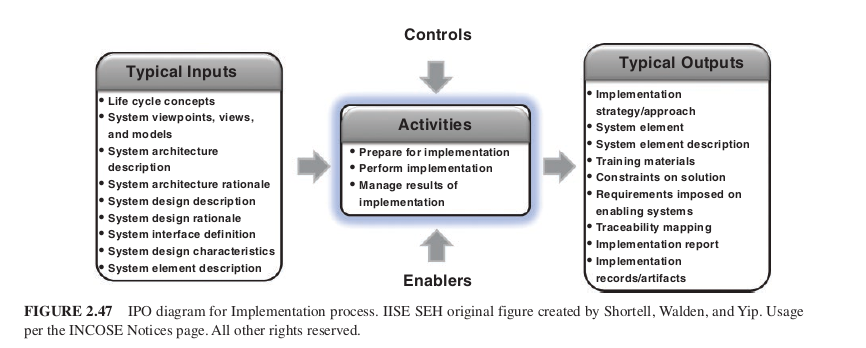 Controls
Typical Inputs
• Life cycle concepts
• System viewpoints, views,
and models
• System architecture
description
• System architecture rationale
• System design description
• System design rationale
• System interface definition
• System design characteristics
• System element description
Activities
• Prepare for implementation
• Perform implementation
• Manage results of
implementation
Enablers
Typical Outputs
• Implementation
strategy/approach
• System element
• System element description
• Training materials
• Constraints on solution
• Requirements imposed on
enabling systems
• Traceability mapping
• Implementation report
• Implementation
records/artifacts
FIGURE 2.47 IPO diagram for Implementation process. IISE SEH original figure created by Shortell, Walden, and Yip. Usage
per the INCOSE Notices page. All other rights reserved.